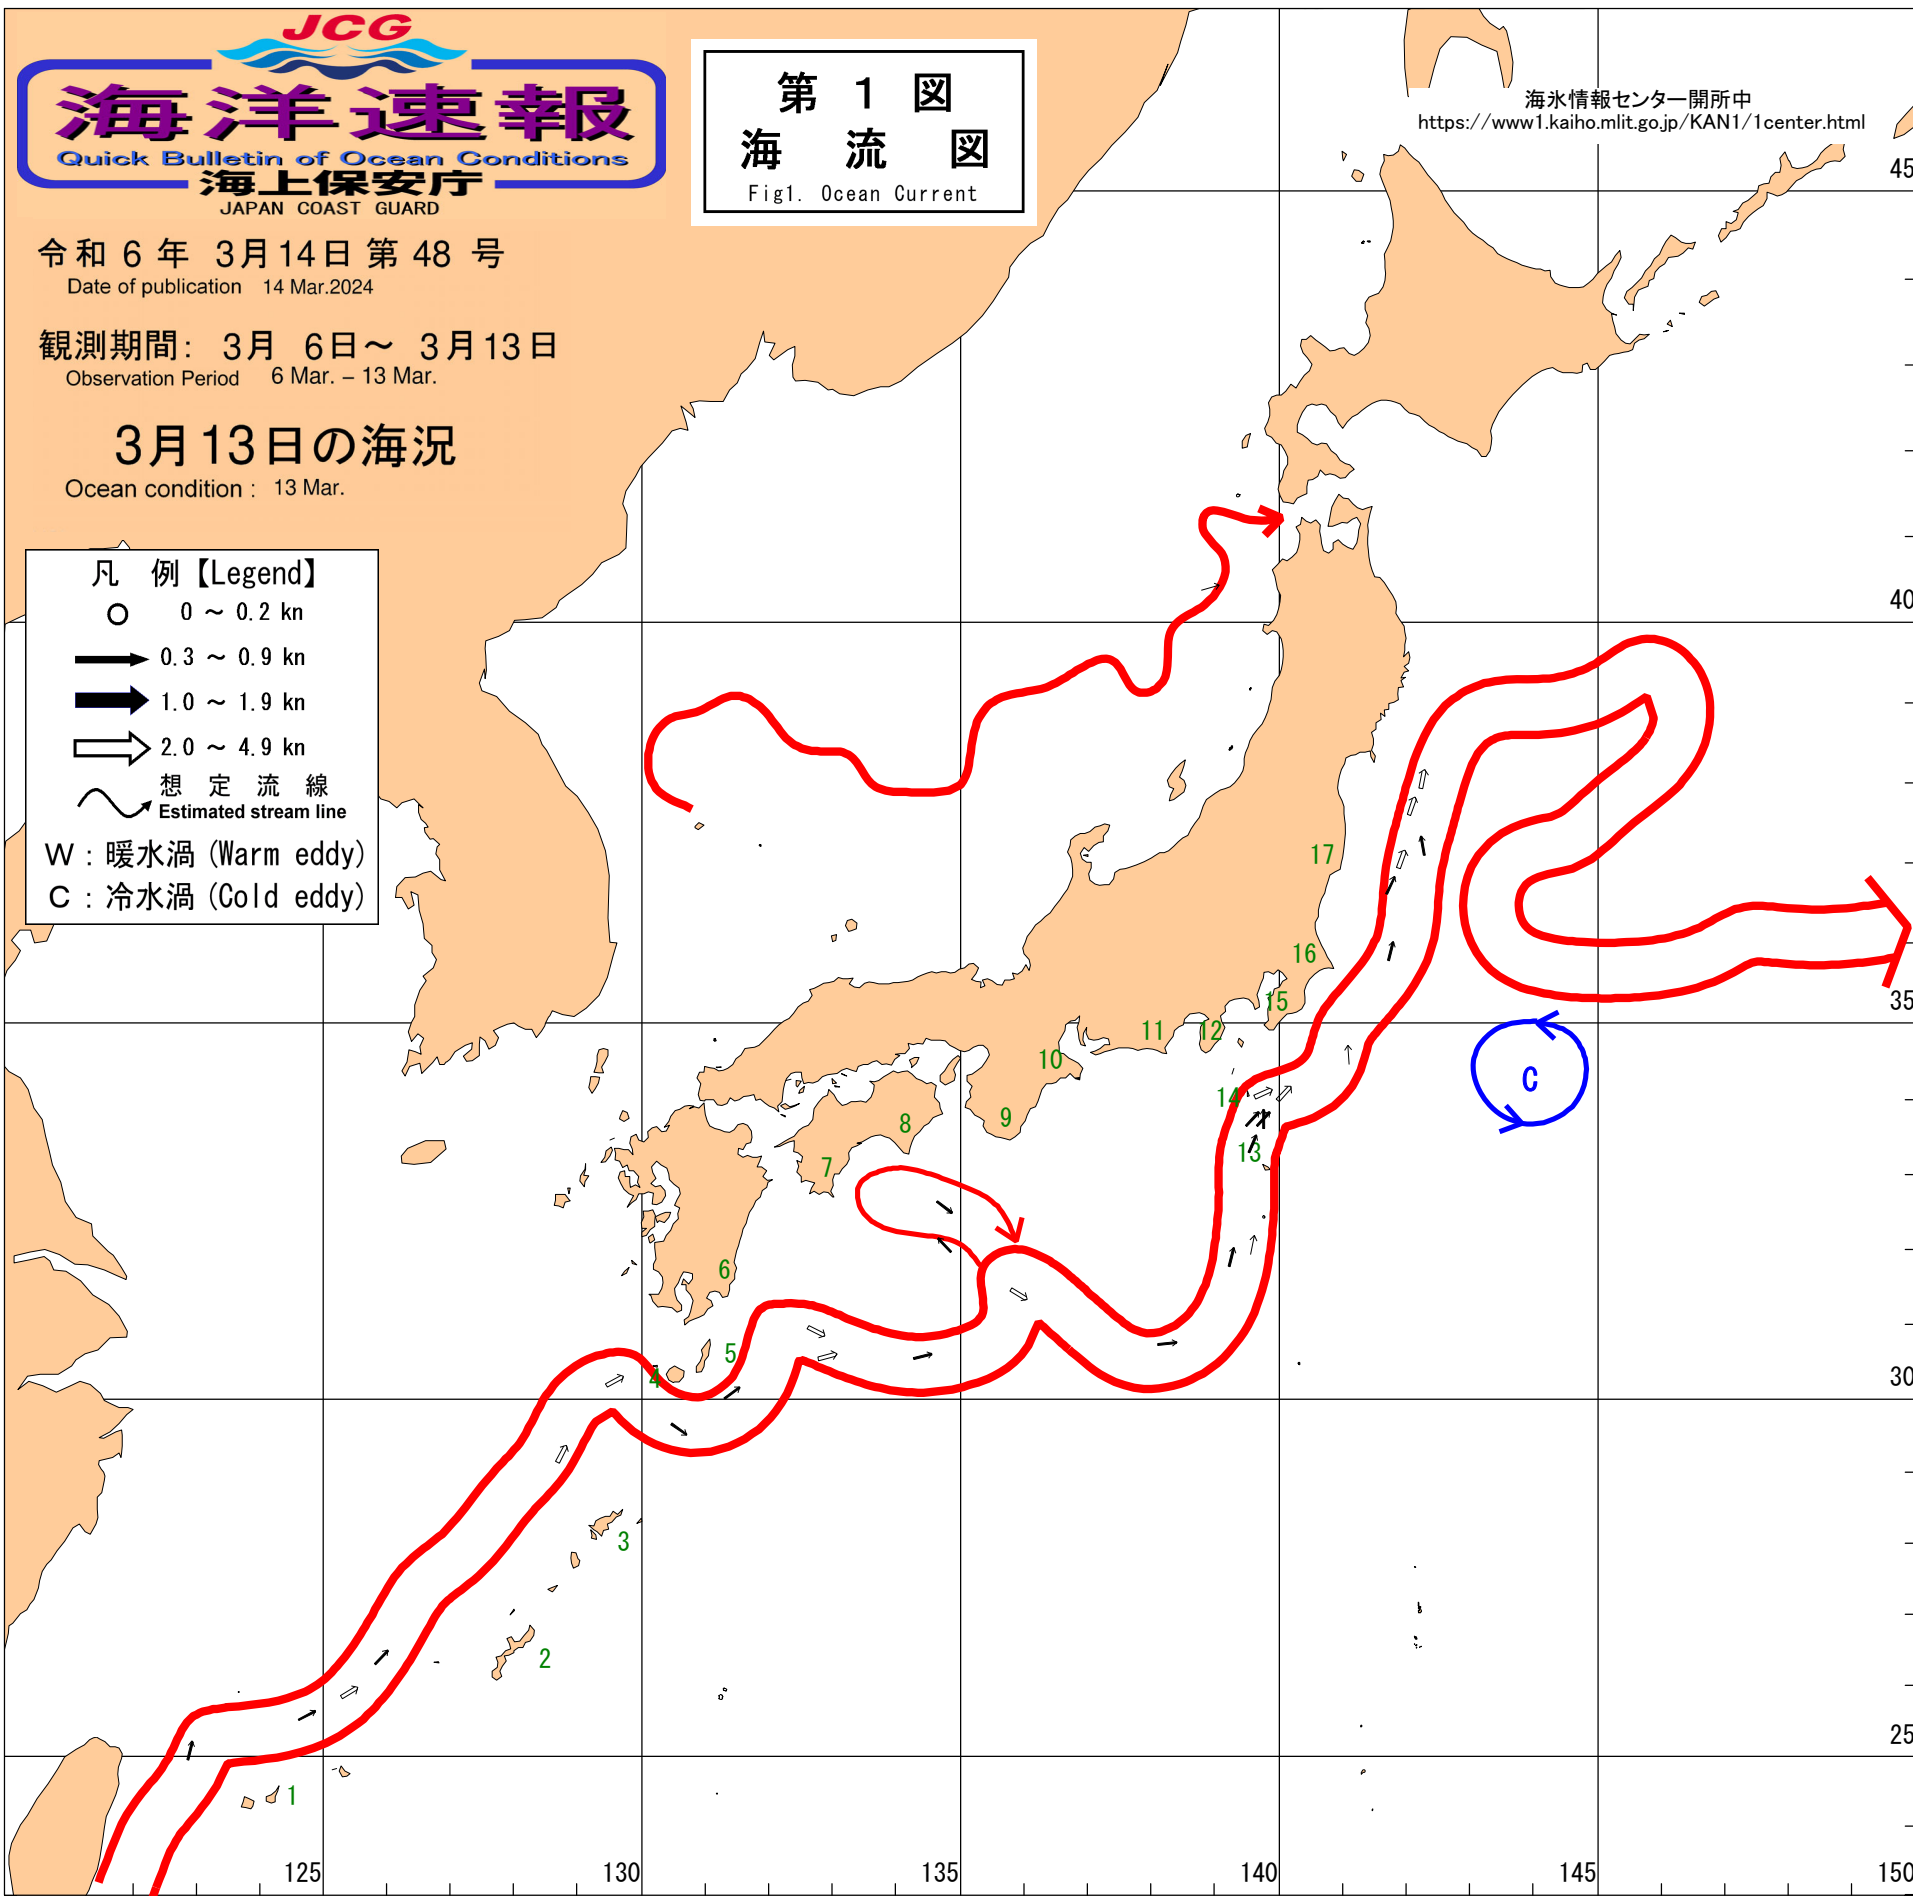 JCG
海洋速報
Quick Bulletin of Ocean Conditions
海上保安庁
JAPAN COAST GUARD
令和 6 年 3月14日 第 48 号
Date of publication 14 Mar.2024
観測期間: 3月 6日～ 3月13日
Observation Period 6 Mar. – 13 Mar.
3月13日の海況
Ocean condition : 13 Mar.
第 1 図
海 流 図
Fig1. Ocean Current
海氷情報センター開所中
https://www1.kaiho.mlit.go.jp/KAN1/1center.html
凡 例【Legend】
0 ～ 0.2 kn
0.3 ～ 0.9 kn
1.0 ～ 1.9 kn
2.0 ～ 4.9 kn
想 定 流 線
Estimated stream line
W : 暖水渦 (Warm eddy)
C : 冷水渦 (Cold eddy)
45
40
35
30
25
17
16
15
14
13
12
11
10
9
8
7
6
5
4
3
2
1
C
125
130
135
140
145
150